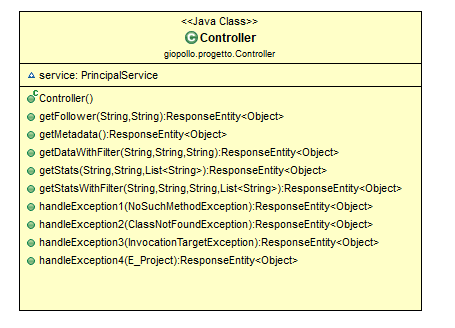 <<Java Class>>
Controller
giopollo.progetto.Controller
service: PrincipalService
Controller()
getFollower(String,String):ResponseEntity<Object>
getMetadata():ResponseEntity<Object>
getDataWithFilter(String,String,String):ResponseEntity<Object>
getStats(String,String,List<String>):ResponseEntity<Object>
getStatsWithFilter(String,String,String,List<String>):ResponseEntity<Object>
handleException1(NoSuchMethodException):ResponseEntity<Object>
handleException2(ClassNotFoundException):ResponseEntity<Object>
handleException3(InvocationTargetException):ResponseEntity<Object>
handleException4(E_Project):ResponseEntity<Object>